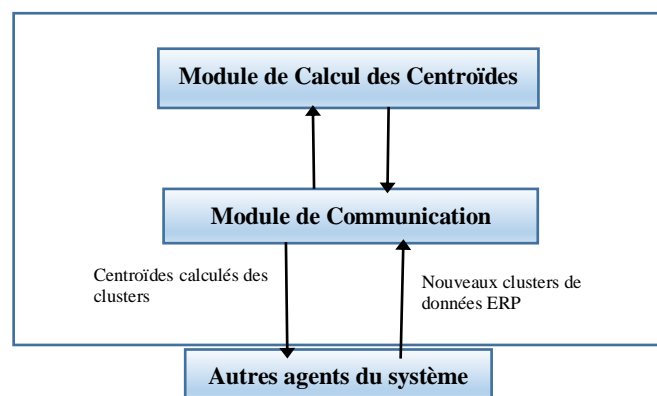 Module de Calcul des Centroïdes
Module de Communication
Centroïdes calculés des
clusters
Nouveaux clusters de
données ERP
Autres agents du système